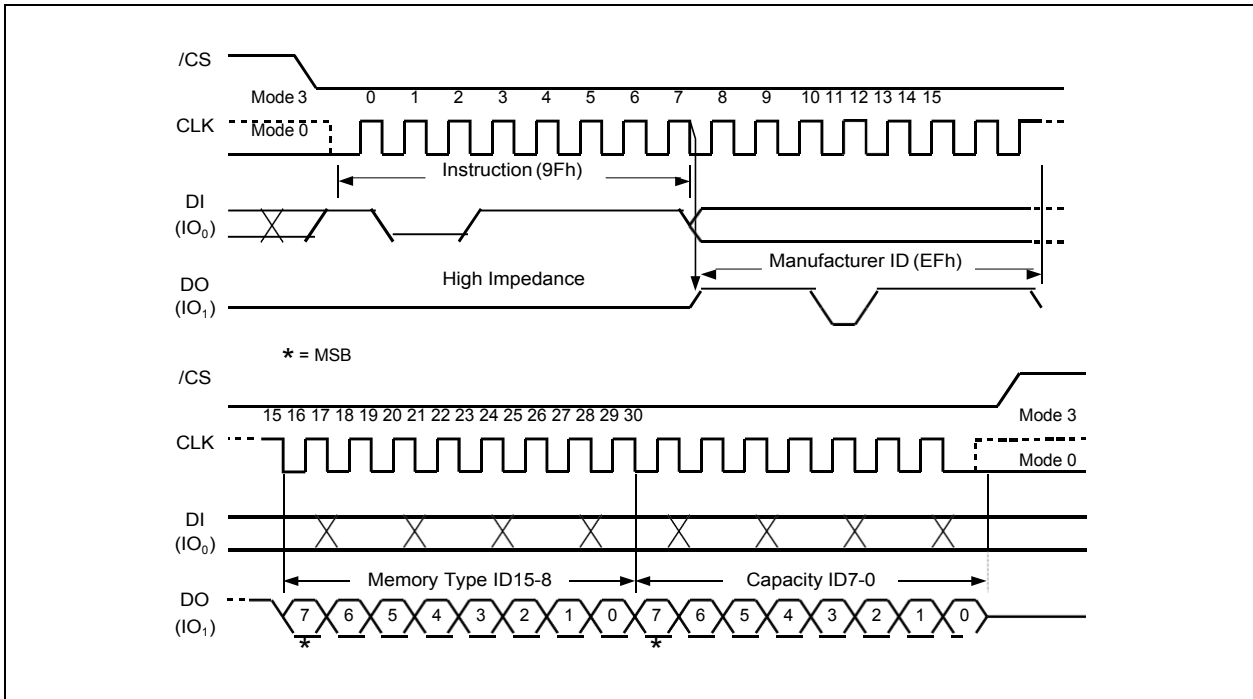 /CS
Mode 3 0 1 2 3 4 5 6 7 8 9 10 11 12 13 14 15
CLK Mode 0
Instruction (9Fh)
DI
(IO0)
Manufacturer ID (EFh)
High Impedance
DO
(IO1)
* = MSB
/CS
15 16 17 18 19 20 21 22 23 24 25 26 27 28 29 30 Mode 3
CLK
Mode 0
DI
(IO0)
Memory Type ID15-8 Capacity ID7-0
DO
(IO1) 7 6 5 4 3 2 1 0 7 6 5 4 3 2 1 0
* *